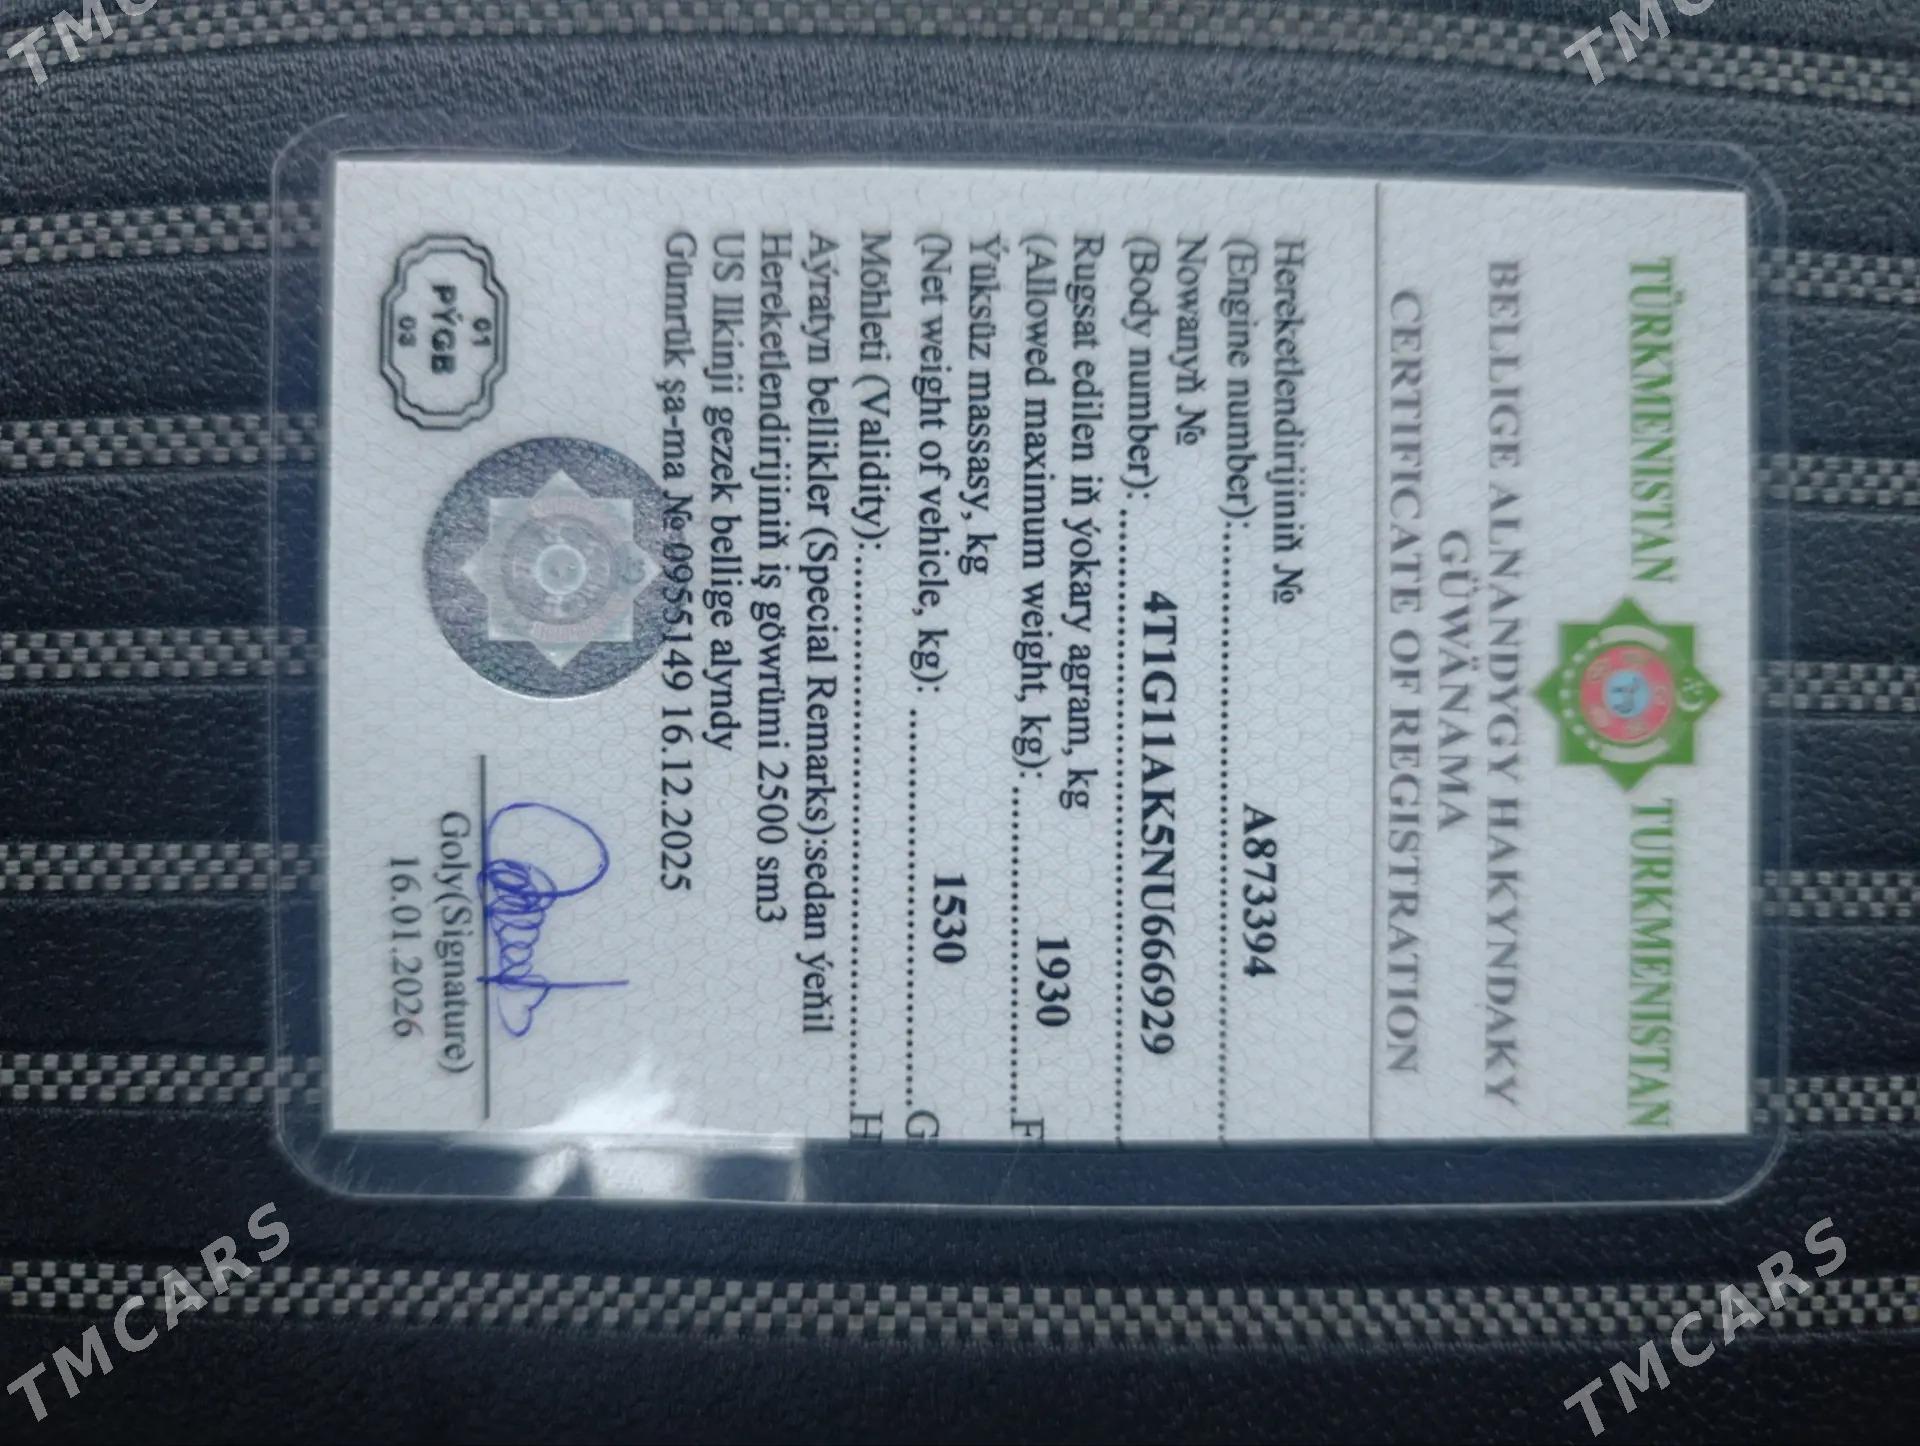 TÜRKMENISTAN TURKMENISTAN
BELLIGE ALNANDYGY HAKYNDAKY
GÜWÄNAMA
CERTIFICATE OF REGISTRATION
Hereketlendirijiniň №
(Engine number):........ A873394
Nowanyň №
(Body number): ........ 4T1G11AK5NU666929
Rugsat edilen iň ýokary agram, kg
(Allowed maximum weight, kg): ........ 1930 F
Ýüksüz massasy, kg
(Net weight of vehicle, kg): ........ 1530 G
Möhleti (Validity):........ H
Aýratyn bellikler (Special Remarks):sedan ýeňil
Hereketlendirijiniň iş göwrümi 2500 sm3
US Ilkinji gezek bellige alyndy
Gümrük şa-ma № 0955149 16.12.2025
01
PÝGB
03
Goly(Signature)
16.01.2026
TMCARS
TMCARS